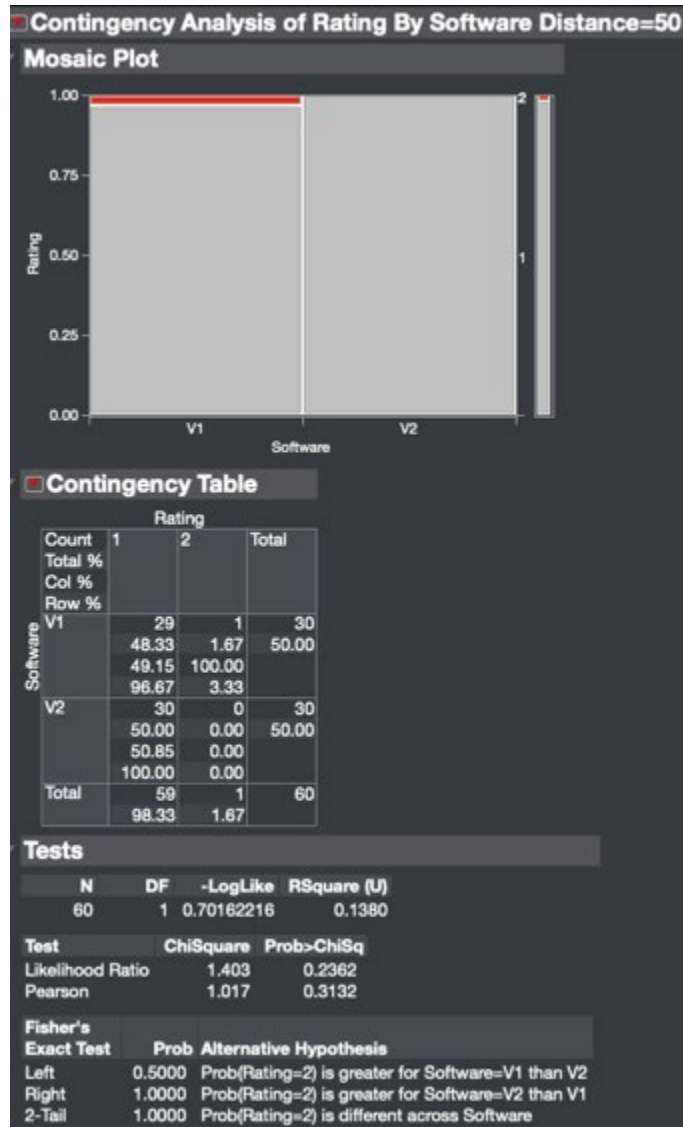 Contingency Analysis of Rating By Software Distance=50
Mosaic Plot
1.00
0.75
0.50
0.25
0.00
Rating
2
1
V1 V2
Software
Contingency Table
Rating
Count 1 2 Total
Total %
Col %
Row %
Software
V1 29 1 30
48.33 1.67 50.00
49.15 100.00
96.67 3.33
V2 30 0 30
50.00 0.00 50.00
50.85 0.00
100.00 0.00
Total 59 1 60
98.33 1.67
Tests
N DF -LogLike RSquare (U)
60 1 0.70162216 0.1380
Test ChiSquare Prob>ChiSq
Likelihood Ratio 1.403 0.2362
Pearson 1.017 0.3132
Fisher's
Exact Test Prob Alternative Hypothesis
Left 0.5000 Prob(Rating=2) is greater for Software=V1 than V2
Right 1.0000 Prob(Rating=2) is greater for Software=V2 than V1
2-Tail 1.0000 Prob(Rating=2) is different across Software